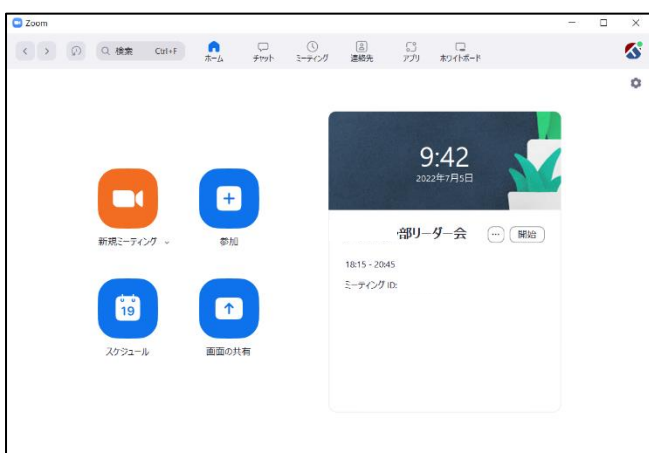 Zoom
検索 Ctrl+F
ホーム
チャット
ミーティング
連絡先
アプリ
ホワイトボード
9:42
2022年7月5日
新規ミーティング
参加
部リーダー会
開始
18:15 - 20:45
ミーティング ID:
19
スケジュール
画面の共有